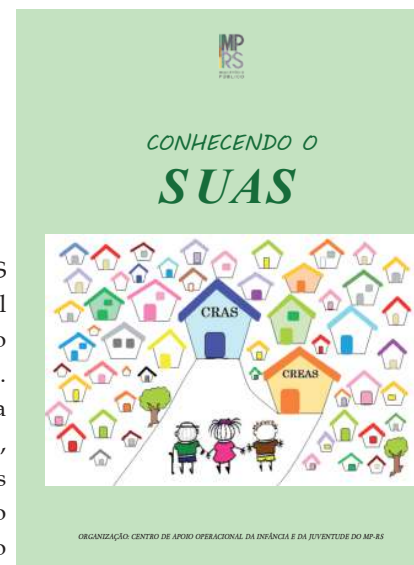 MP
RS
CONHECENDO O
SUAS
CRAS
CREAS
S
l
o
.
a
,
s
o
o
ORGANIZAÇÃO: CENTRO DE APOIO OPERACIONAL DA INFÂNCIA E DA JUVENTUDE DO MP-RS